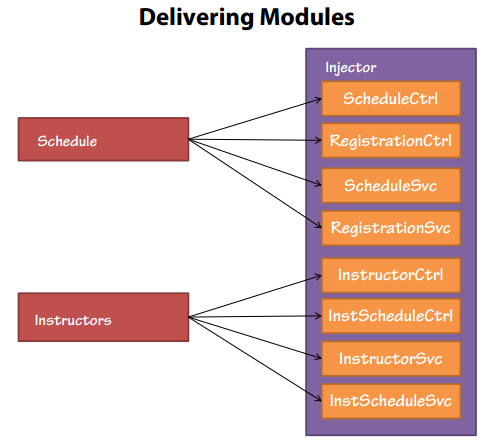 Delivering Modules
Injector
ScheduleCtrl
Schedule
RegistrationCtrl
ScheduleSvc
RegistrationSvc
InstructorCtrl
Instructors
InstScheduleCtrl
InstructorSvc
InstScheduleSvc